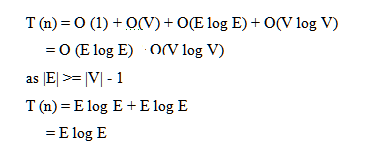 T (n) = O (1) + O(V) + O(E log E) + O(V log V)
= O (E log E) O(V log V)
as |E| >= |V| - 1
T (n) = E log E + E log E
= E log E